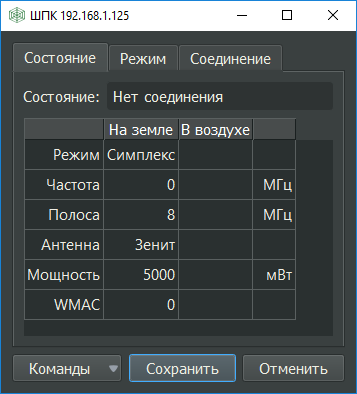 ШПК 192.168.1.125
Состояние Режим Соединение
Состояние: Нет соединения
На земле В воздухе
Режим Симплекс
Частота 0 МГц
Полоса 8 МГц
Антенна Зенит
Мощность 5000 мВт
WMAC 0
Команды Сохранить Отменить